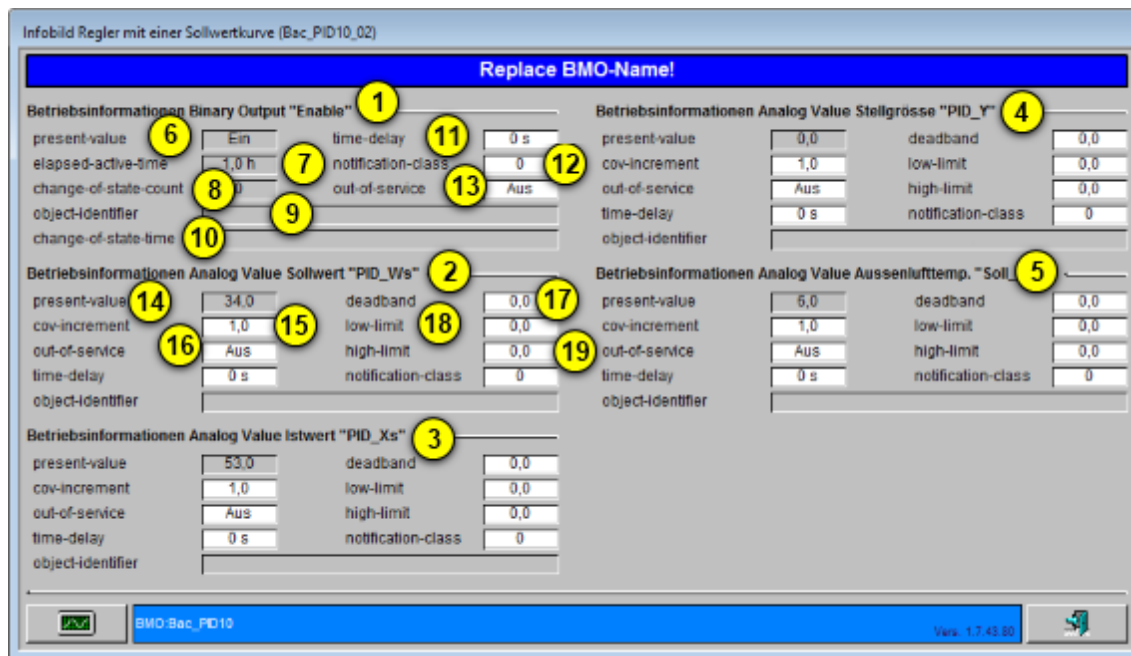 Infobild Regler mit einer Sollwertkurve (Bac_PID10_02)
Replace BMO-Name!
Betriebsinformationen Binary Output "Enable" 1
present-value 6 Ein time-delay 11 0 s
elapsed-active-time 1,0 h 7 notification-class 0 12
change-of-state-count 8 0 out-of-service 13 Aus
object-identifier 9
change-of-state-time 10
Betriebsinformationen Analog Value Sollwert "PID_Ws" 2
present-value 14 34,0 deadband 0,0 17
cov-increment 1,0 15 low-limit 18 0,0
out-of-service 16 Aus high-limit 0,0 19
time-delay 0 s notification-class 0
object-identifier
Betriebsinformationen Analog Value Istwert "PID_Xs" 3
present-value 53,0 deadband 0,0
cov-increment 1,0 low-limit 0,0
out-of-service Aus high-limit 0,0
time-delay 0 s notification-class 0
object-identifier
Betriebsinformationen Analog Value Stellgrösse "PID_Y" 4
present-value 0,0 deadband 0,0
cov-increment 1,0 low-limit 0,0
out-of-service Aus high-limit 0,0
time-delay 0 s notification-class 0
object-identifier
Betriebsinformationen Analog Value Aussenlufttemp. "Soll_ 5
present-value 6,0 deadband 0,0
cov-increment 1,0 low-limit 0,0
out-of-service Aus high-limit 0,0
time-delay 0 s notification-class 0
object-identifier
BMO:Bac_PID10
Vers. 1.7.43.80